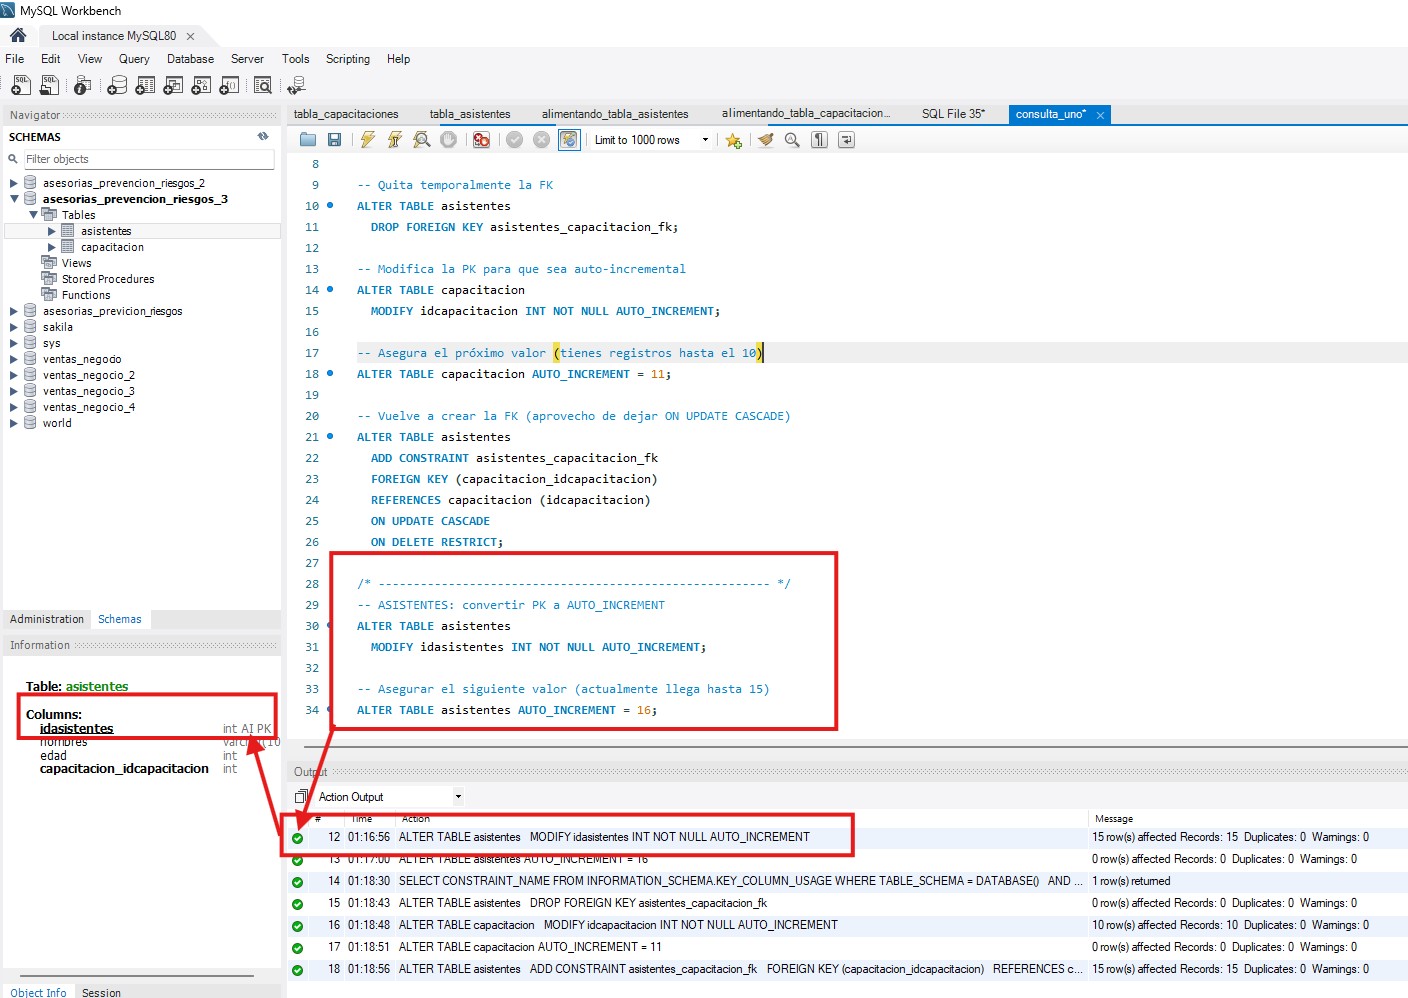 MySQL Workbench
Local instance MySQL80
File Edit View Query Database Server Tools Scripting Help
Navigator
SCHEMAS
Filter objects
asesorias_prevencion_riesgos_2
asesorias_prevencion_riesgos_3
Tables
asistentes
capacitacion
Views
Stored Procedures
Functions
asesorias_previcion_riesgos
sakila
sys
ventas_negocio
ventas_negocio_2
ventas_negocio_3
ventas_negocio_4
world
Administration Schemas
Information
Table: asistentes
Columns:
idasistentes int AI PK
nombres
edad int
capacitacion_idcapacitacion int
Object Info Session
tabla_capacitaciones tabla_asistentes alimentando_tabla_asistentes alimentando_tabla_capacitacion... SQL File 35* consulta_uno*
Limit to 1000 rows
8
9 -- Quita temporalmente la FK
10 ALTER TABLE asistentes
11 DROP FOREIGN KEY asistentes_capacitacion_fk;
12
13 -- Modifica la PK para que sea auto-incremental
14 ALTER TABLE capacitacion
15 MODIFY idcapacitacion INT NOT NULL AUTO_INCREMENT;
16
17 -- Asegura el próximo valor (tienes registros hasta el 10)
18 ALTER TABLE capacitacion AUTO_INCREMENT = 11;
19
20 -- Vuelve a crear la FK (aprovecho de dejar ON UPDATE CASCADE)
21 ALTER TABLE asistentes
22 ADD CONSTRAINT asistentes_capacitacion_fk
23 FOREIGN KEY (capacitacion_idcapacitacion)
24 REFERENCES capacitacion (idcapacitacion)
25 ON UPDATE CASCADE
26 ON DELETE RESTRICT;
27
28 /* ------------------------------------------------------- */
29 -- ASISTENTES: convertir PK a AUTO_INCREMENT
30 ALTER TABLE asistentes
31 MODIFY idasistentes INT NOT NULL AUTO_INCREMENT;
32
33 -- Asegurar el siguiente valor (actualmente llega hasta 15)
34 ALTER TABLE asistentes AUTO_INCREMENT = 16;
Output
Action Output
# Time Action Message
12 01:16:56 ALTER TABLE asistentes MODIFY idasistentes INT NOT NULL AUTO_INCREMENT 15 row(s) affected Records: 15 Duplicates: 0 Warnings: 0
13 01:17:00 ALTER TABLE asistentes AUTO_INCREMENT = 16 0 row(s) affected Records: 0 Duplicates: 0 Warnings: 0
14 01:18:30 SELECT CONSTRAINT_NAME FROM INFORMATION_SCHEMA.KEY_COLUMN_USAGE WHERE TABLE_SCHEMA = DATABASE() AND ... 1 row(s) returned
15 01:18:43 ALTER TABLE asistentes DROP FOREIGN KEY asistentes_capacitacion_fk 0 row(s) affected Records: 0 Duplicates: 0 Warnings: 0
16 01:18:48 ALTER TABLE capacitacion MODIFY idcapacitacion INT NOT NULL AUTO_INCREMENT 10 row(s) affected Records: 10 Duplicates: 0 Warnings: 0
17 01:18:51 ALTER TABLE capacitacion AUTO_INCREMENT = 11 0 row(s) affected Records: 0 Duplicates: 0 Warnings: 0
18 01:18:56 ALTER TABLE asistentes ADD CONSTRAINT asistentes_capacitacion_fk FOREIGN KEY (capacitacion_idcapacitacion) REFERENCES c... 15 row(s) affected Records: 15 Duplicates: 0 Warnings: 0